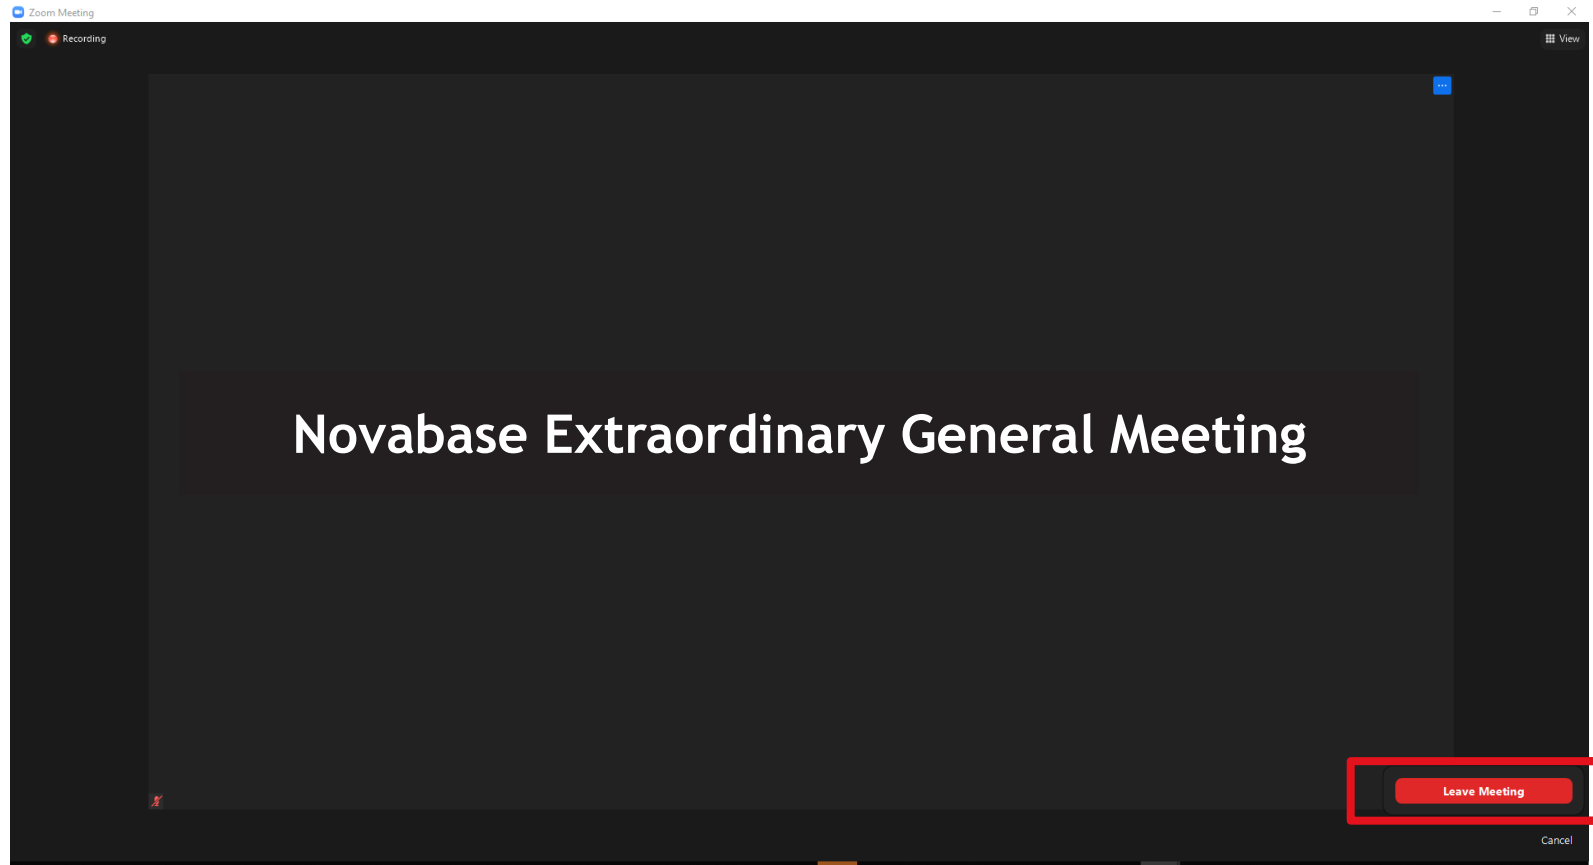 Zoom Meeting
Recording
View
Novabase Extraordinary General Meeting
Leave Meeting
Cancel